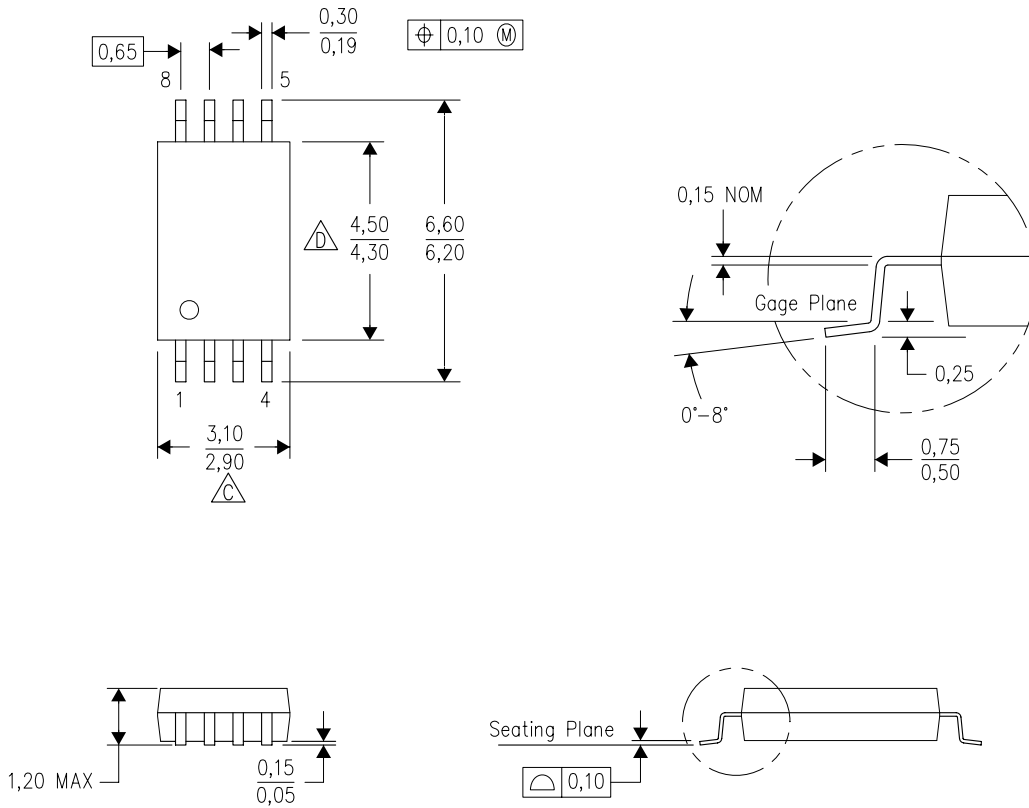 0,30
0,19
⌖ 0,10 Ⓜ
0,65
8
5
D
4,50
4,30
6,60
6,20
1
4
3,10
2,90
C
0,15 NOM
Gage Plane
0,25
0°–8°
0,75
0,50
1,20 MAX
0,15
0,05
Seating Plane
⌓ 0,10